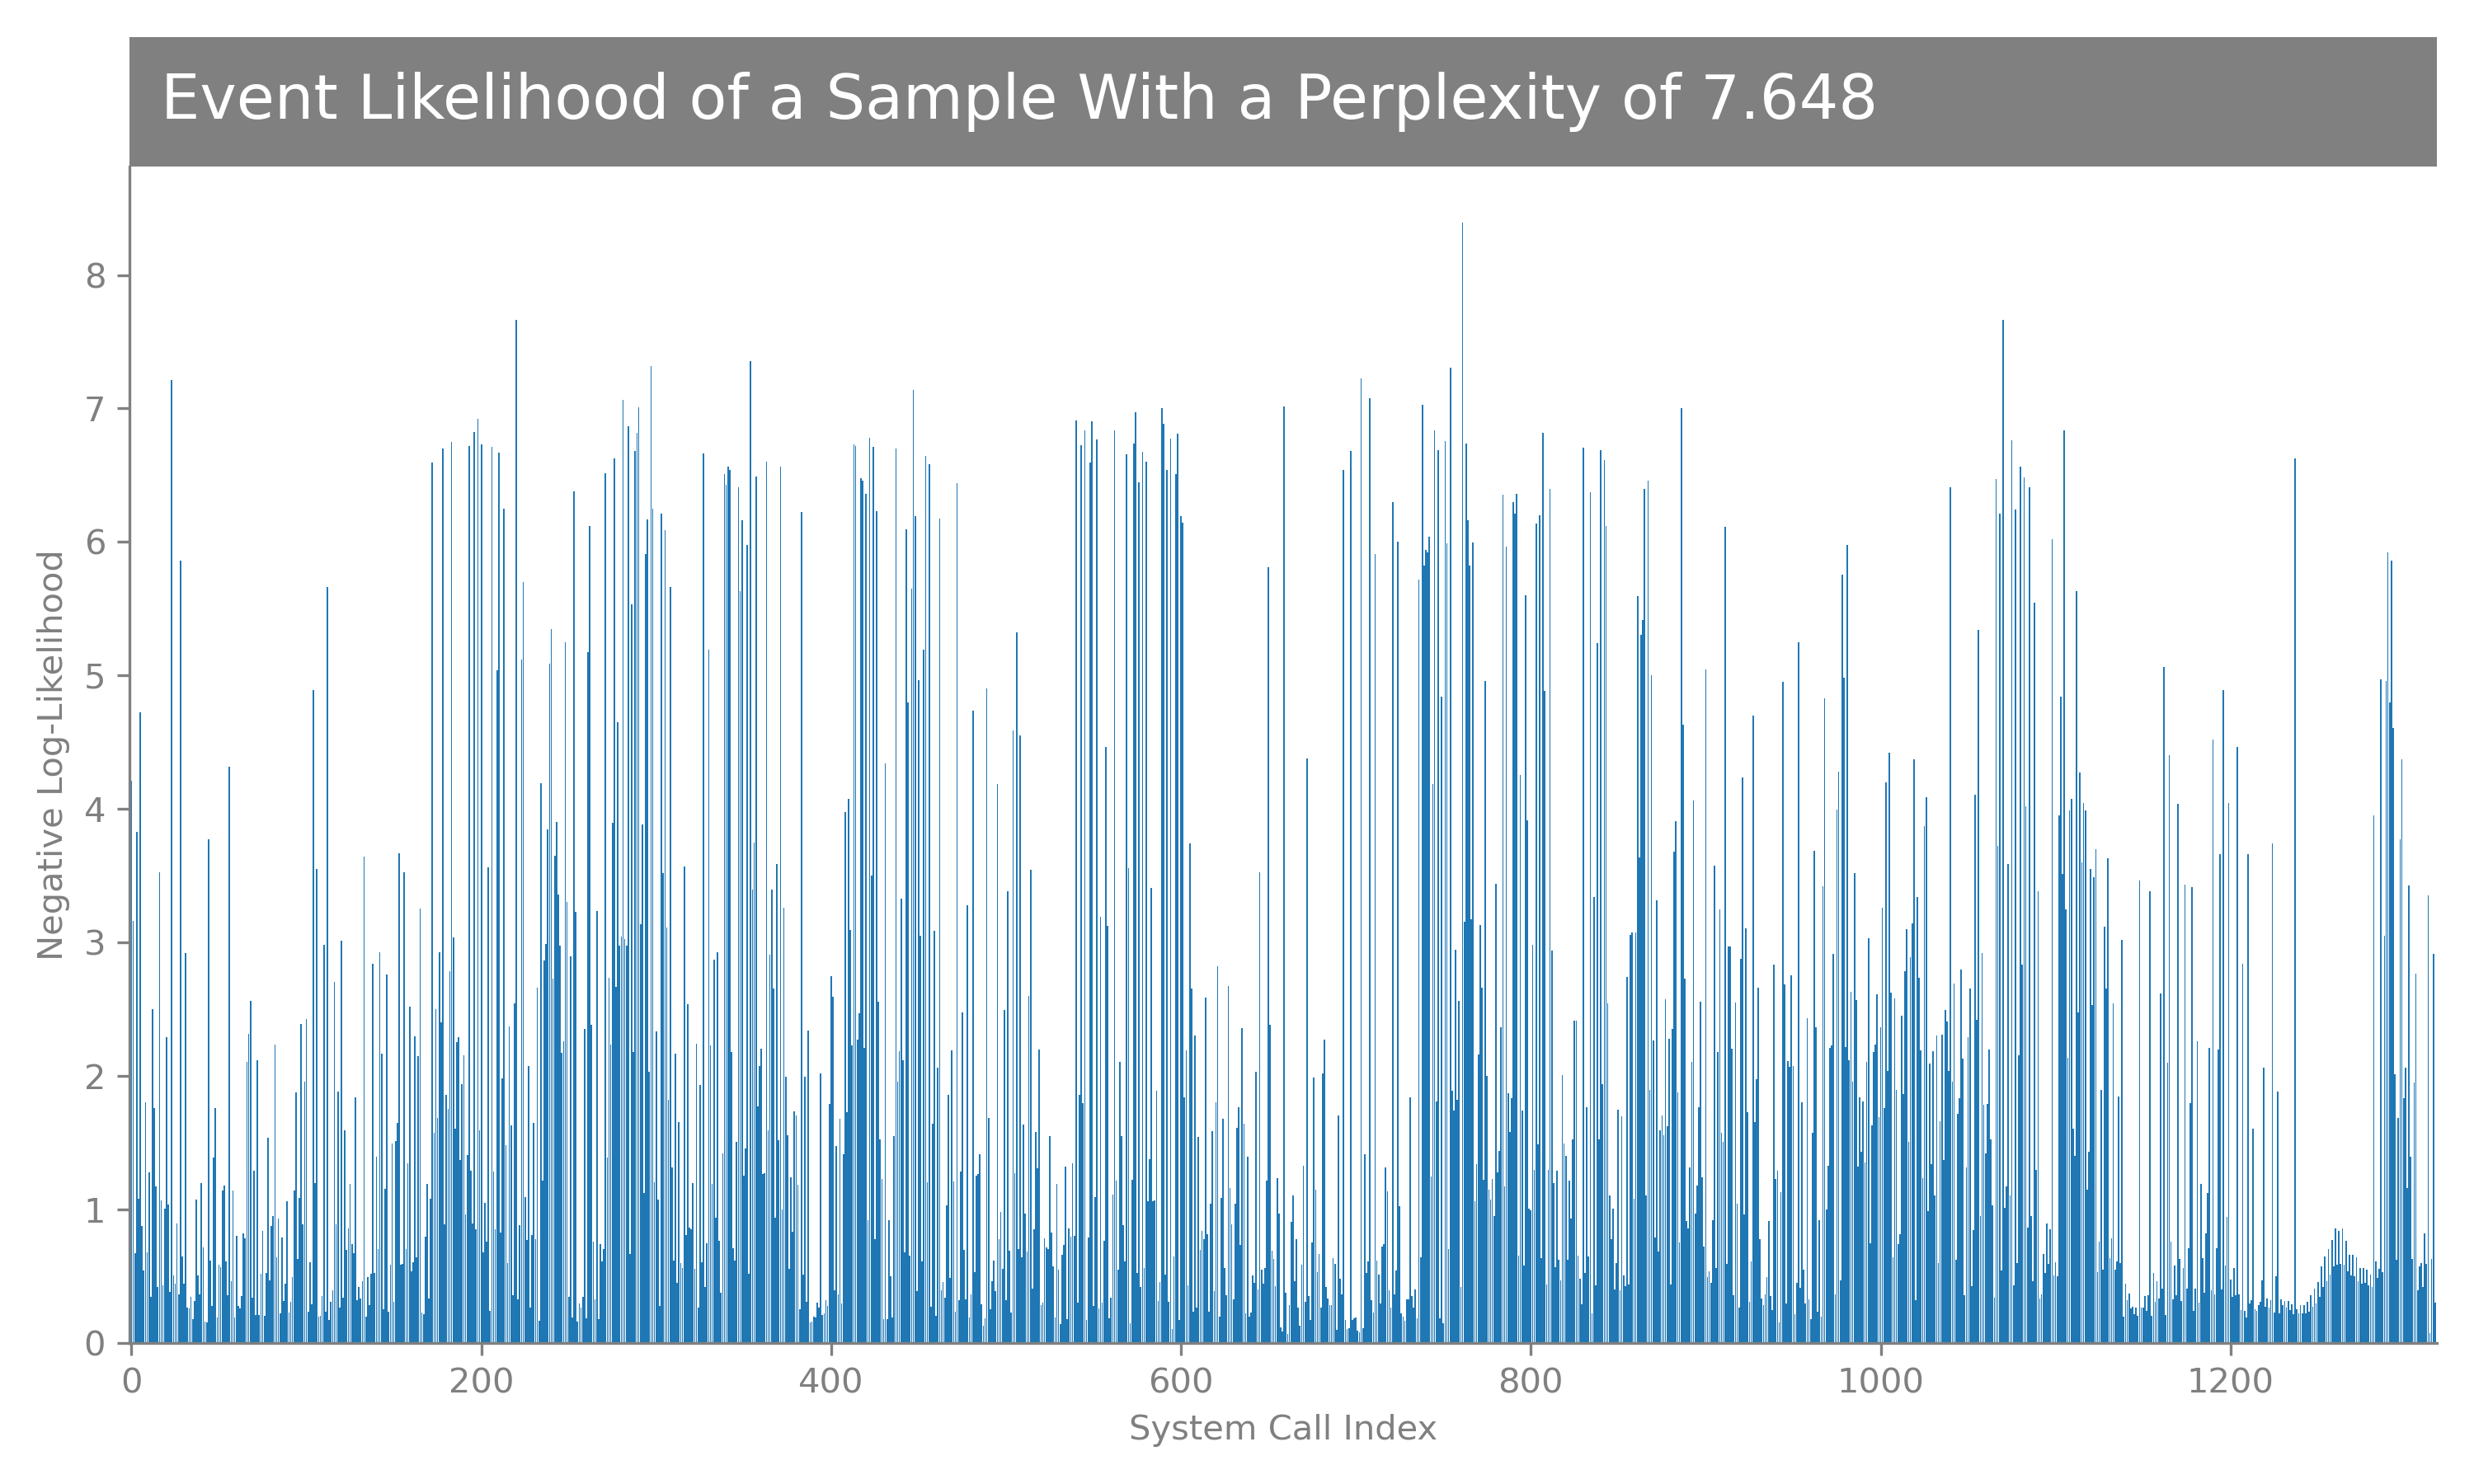 Event Likelihood of a Sample With a Perplexity of 7.648
8
7
6
5
4
3
2
1
0
Negative Log-Likelihood
0 200 400 600 800 1000 1200
System Call Index